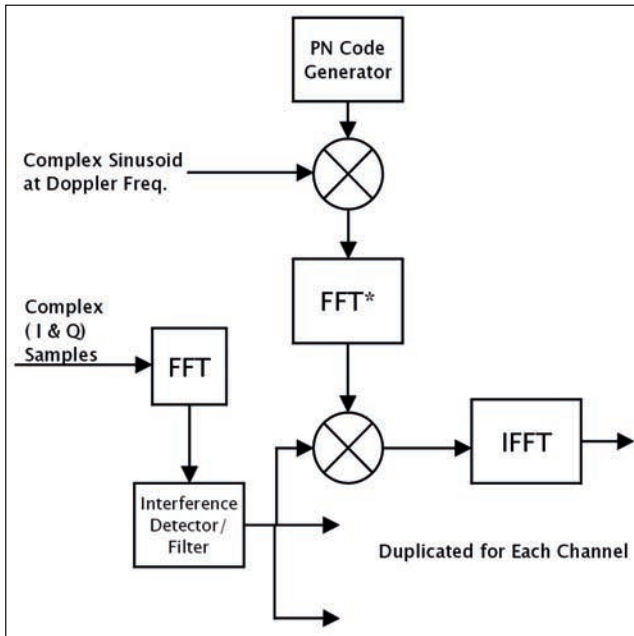 PN Code
Generator
Complex Sinusoid
at Doppler Freq.
FFT*
Complex
( I & Q)
Samples
FFT
IFFT
Interference
Detector/
Filter
Duplicated for Each Channel